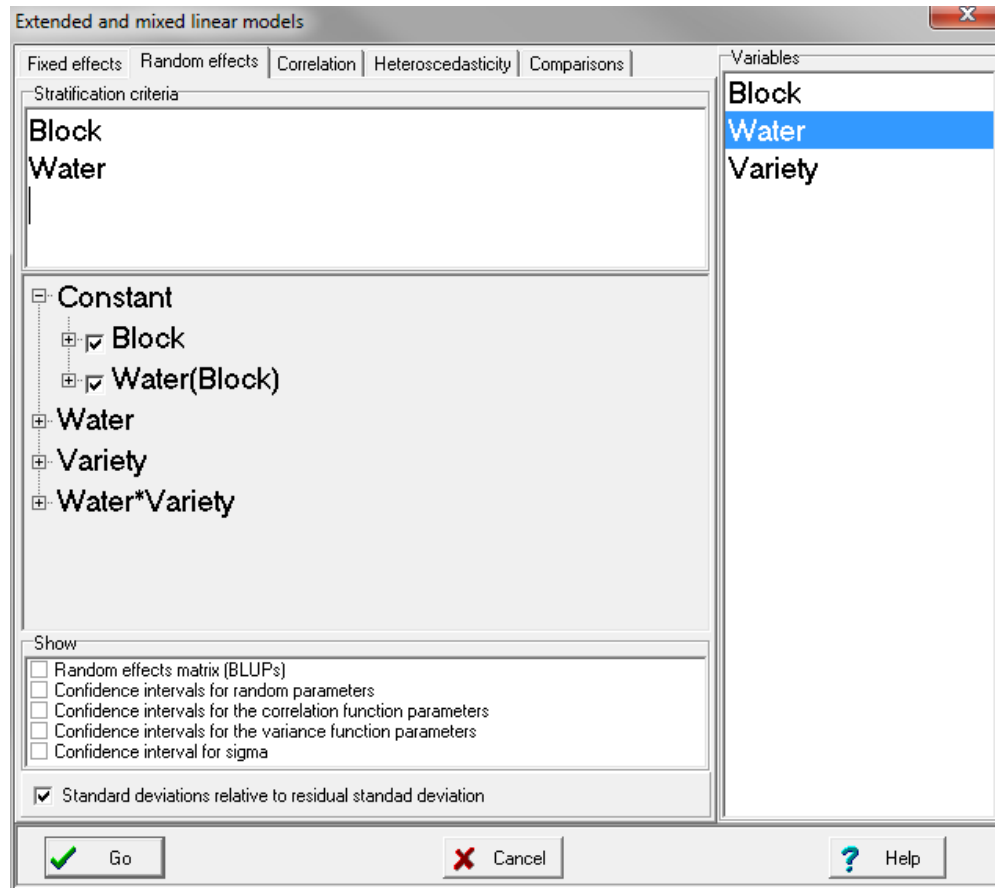 Extended and mixed linear models
x
Fixed effects Random effects Correlation Heteroscedasticity Comparisons
Stratification criteria
Block
Water
Constant
Block
Water(Block)
Water
Variety
Water*Variety
Show
Random effects matrix (BLUPs)
Confidence intervals for random parameters
Confidence intervals for the correlation function parameters
Confidence intervals for the variance function parameters
Confidence interval for sigma
Standard deviations relative to residual standad deviation
Variables
Block
Water
Variety
Go Cancel Help